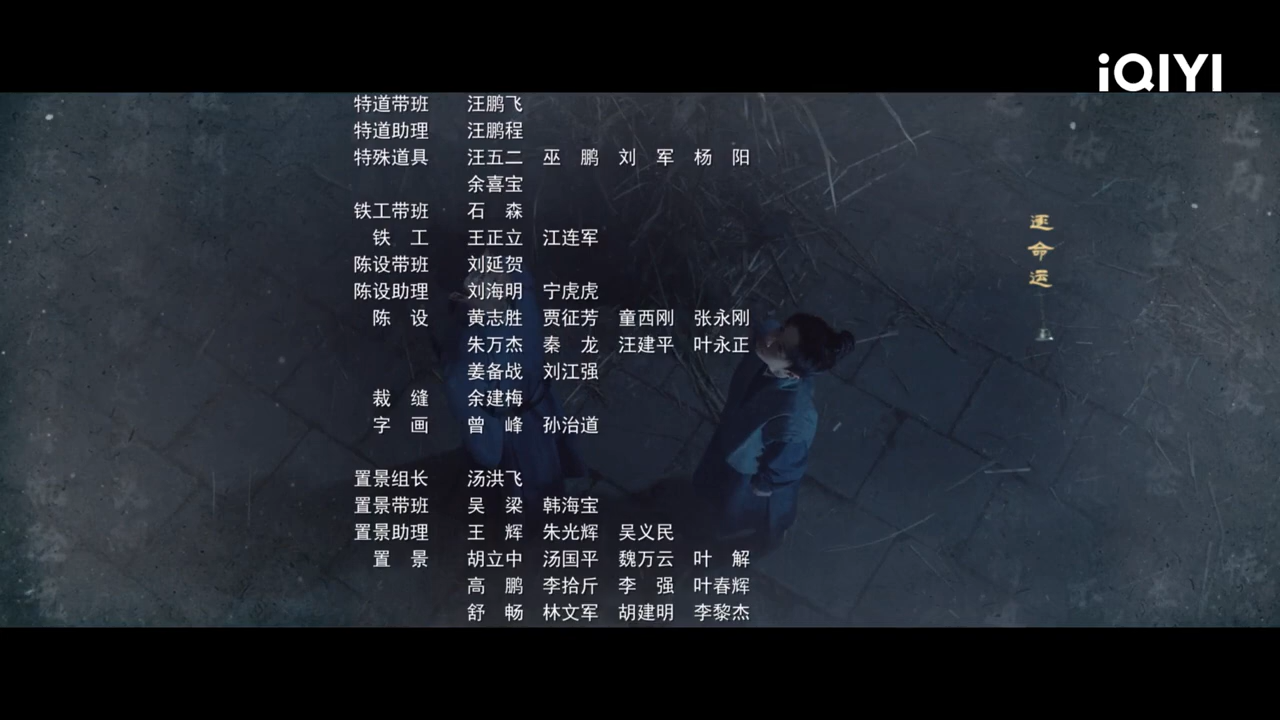 iQIYI
特道带班 汪鹏飞
特道助理 汪鹏程
特殊道具 汪五二 巫 鹏 刘 军 杨 阳
余喜宝
铁工带班 石 森
铁 工 王正立 江连军
陈设带班 刘延贺
陈设助理 刘海明 宁虎虎
陈 设 黄志胜 贾征芳 童西刚 张永刚
朱万杰 秦 龙 汪建平 叶永正
姜备战 刘江强
裁 缝 余建梅
字 画 曾 峰 孙治道
置景组长 汤洪飞
置景带班 吴 梁 韩海宝
置景助理 王 辉 朱光辉 吴义民
置 景 胡立中 汤国平 魏万云 叶 解
高 鹏 李拾斤 李 强 叶春辉
舒 畅 林文军 胡建明 李黎杰
命运